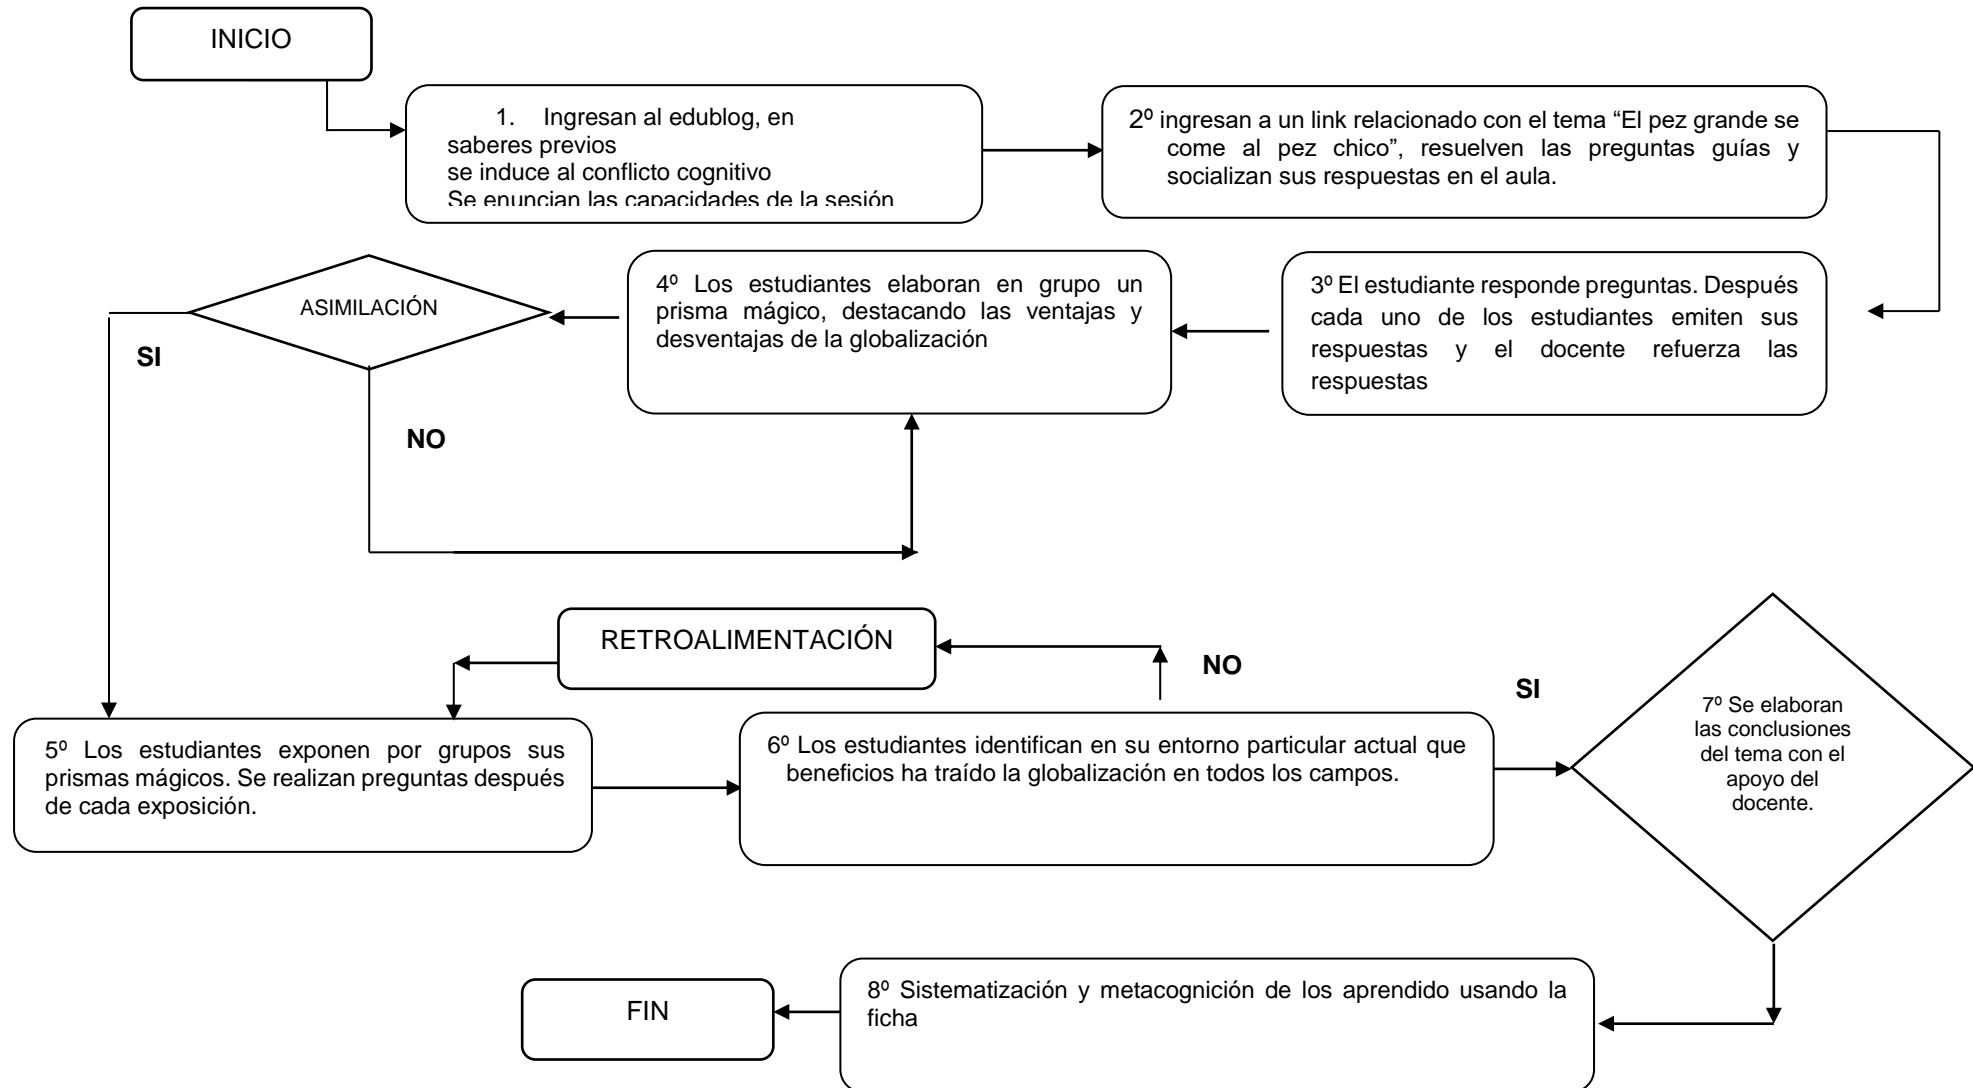 INICIO
1. Ingresan al edublog, en
saberes previos
se induce al conflicto cognitivo
Se enuncian las capacidades de la sesión
2º ingresan a un link relacionado con el tema “El pez grande se
come al pez chico”, resuelven las preguntas guías y
socializan sus respuestas en el aula.
3º El estudiante responde preguntas. Después
cada uno de los estudiantes emiten sus
respuestas y el docente refuerza las
respuestas
4º Los estudiantes elaboran en grupo un
prisma mágico, destacando las ventajas y
desventajas de la globalización
ASIMILACIÓN
SI
NO
RETROALIMENTACIÓN
NO
SI
5º Los estudiantes exponen por grupos sus
prismas mágicos. Se realizan preguntas después
de cada exposición.
6º Los estudiantes identifican en su entorno particular actual que
beneficios ha traído la globalización en todos los campos.
7º Se elaboran
las conclusiones
del tema con el
apoyo del
docente.
8º Sistematización y metacognición de los aprendido usando la
ficha
FIN